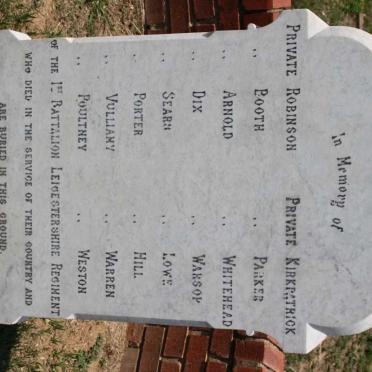 In Memory of
Private Robinson Private Kirkpatrick
,, Booth ,, Parker
,, Arnold ,, Whitehead
,, Dix ,, Warsop
,, Searn ,, Lowe
,, Porter ,, Hill
,, Vulliamy ,, Warren
,, Poultney ,, Weston
of the 1st Battalion Leicestershire Regiment
who died in the service of their country and
are buried in this ground.